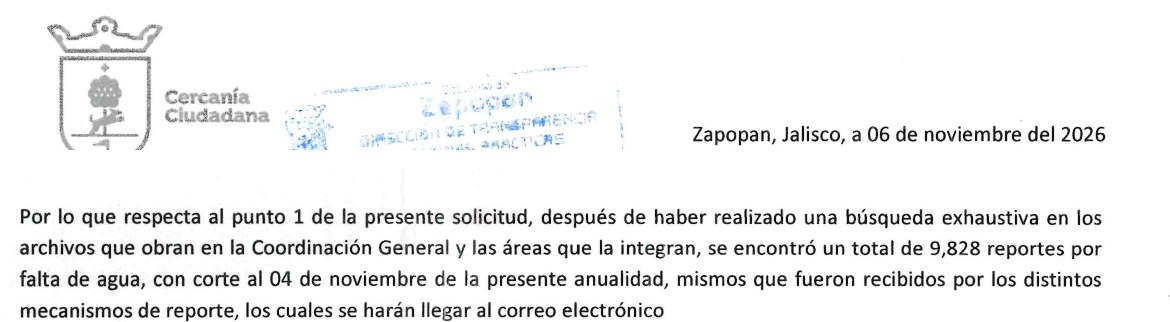 Cercanía
Ciudadana
Zapopan
DIRECCIÓN DE TRANSPARENCIA
PRÁCTICAS
Zapopan, Jalisco, a 06 de noviembre del 2026
Por lo que respecta al punto 1 de la presente solicitud, después de haber realizado una búsqueda exhaustiva en los
archivos que obran en la Coordinación General y las áreas que la integran, se encontró un total de 9,828 reportes por
falta de agua, con corte al 04 de noviembre de la presente anualidad, mismos que fueron recibidos por los distintos
mecanismos de reporte, los cuales se harán llegar al correo electrónico